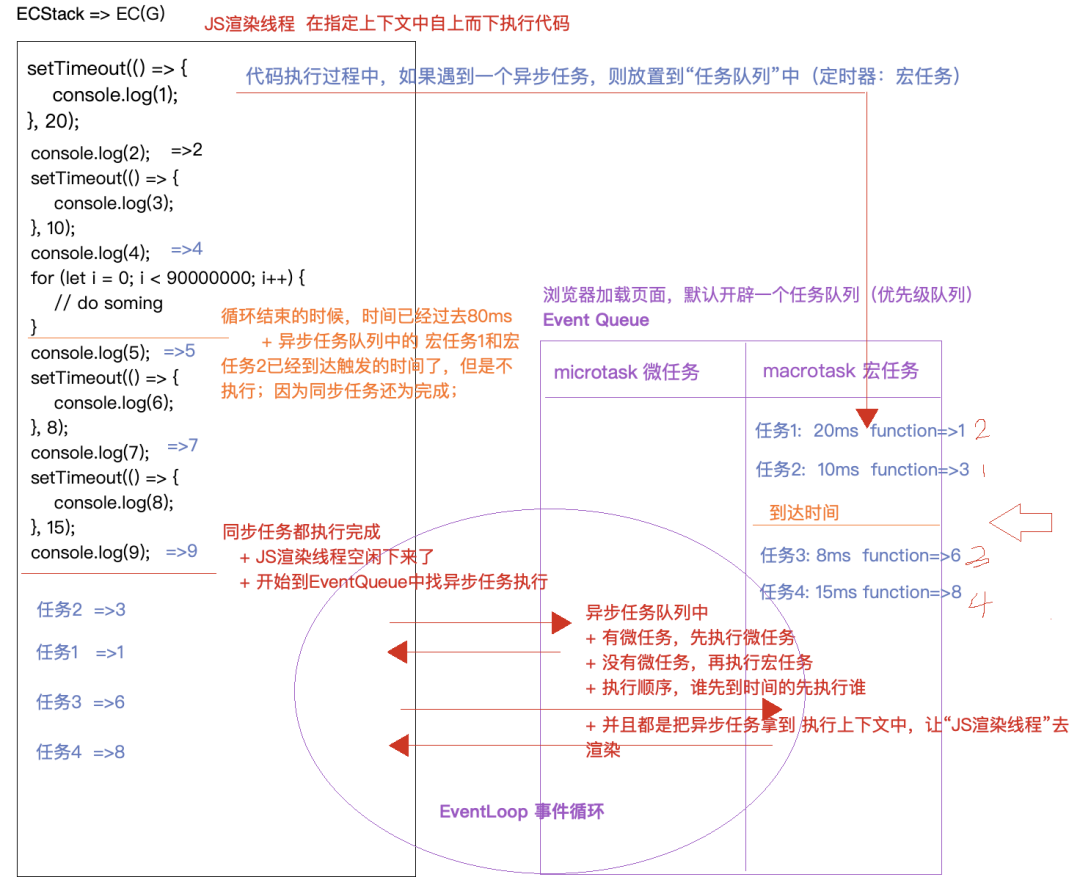 ECStack => EC(G)
JS渲染线程 在指定上下文中自上而下执行代码
setTimeout(() => {
console.log(1);
}, 20);
代码执行过程中，如果遇到一个异步任务，则放置到“任务队列”中（定时器：宏任务）
console.log(2); =>2
setTimeout(() => {
console.log(3);
}, 10);
console.log(4); =>4
for (let i = 0; i < 90000000; i++) {
// do soming
}
循环结束的时候，时间已经过去80ms
+ 异步任务队列中的 宏任务1和宏
任务2已经到达触发的时间了，但是不
执行；因为同步任务还为完成；
console.log(5); =>5
setTimeout(() => {
console.log(6);
}, 8);
console.log(7); =>7
setTimeout(() => {
console.log(8);
}, 15);
console.log(9); =>9
浏览器加载页面，默认开辟一个任务队列（优先级队列）
Event Queue
microtask 微任务
macrotask 宏任务
任务1: 20ms function=>1 2
任务2: 10ms function=>3 1
到达时间
任务3: 8ms function=>6 3
任务4: 15ms function=>8 4
同步任务都执行完成
+ JS渲染线程空闲下来了
+ 开始到EventQueue中找异步任务执行
任务2 =>3
任务1 =>1
任务3 =>6
任务4 =>8
异步任务队列中
+ 有微任务，先执行微任务
+ 没有微任务，再执行宏任务
+ 执行顺序，谁先到时间的先执行谁
+ 并且都是把异步任务拿到 执行上下文中，让“JS渲染线程”去
渲染
EventLoop 事件循环